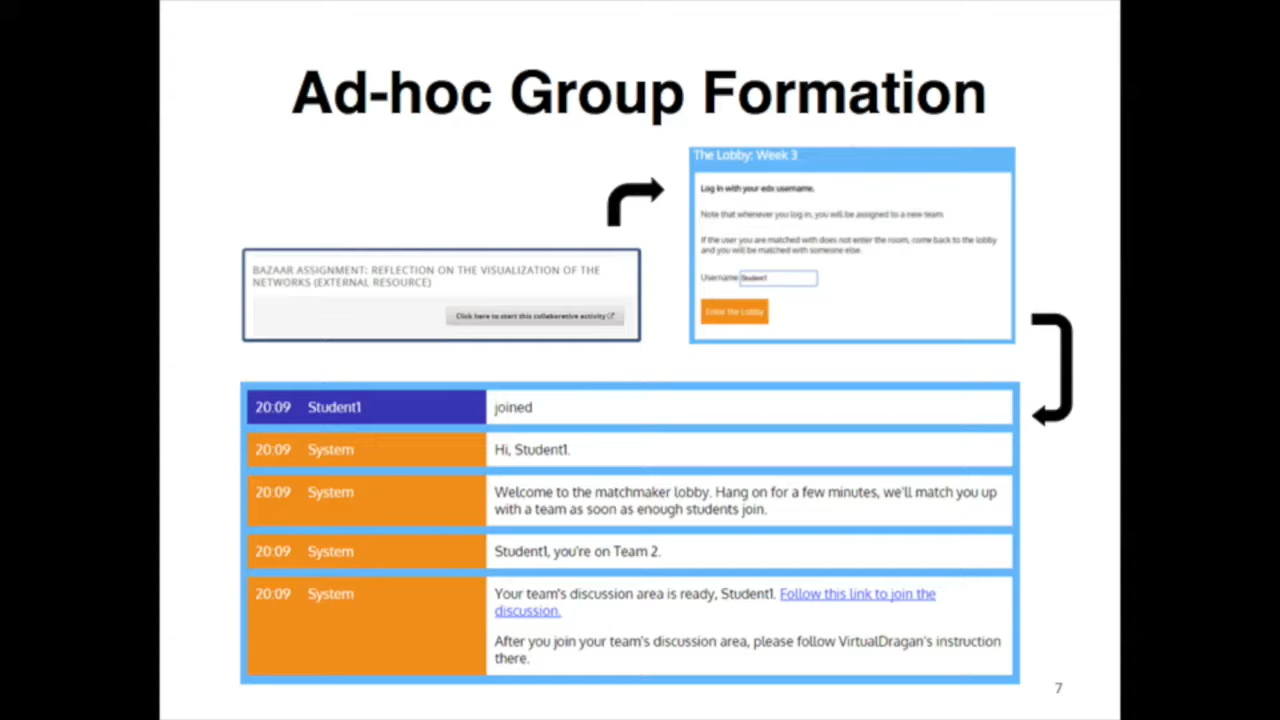 Ad-hoc Group Formation
The Lobby: Week 3
Log in with your edx username.
Note that whenever you log in, you will be assigned to a new team
If the user you are matched with does not enter the room, come back to the lobby
and you will be matched with someone else.
Username Student1
Enter the Lobby
BAZAAR ASSIGNMENT: REFLECTION ON THE VISUALIZATION OF THE
NETWORKS (EXTERNAL RESOURCE)
Click here to start this collaborative activity
20:09 Student1 joined
20:09 System Hi, Student1.
20:09 System Welcome to the matchmaker lobby. Hang on for a few minutes, we'll match you up
with a team as soon as enough students join.
20:09 System Student1, you're on Team 2.
20:09 System Your team's discussion area is ready, Student1. Follow this link to join the
discussion.
After you join your team's discussion area, please follow VirtualDragan's instruction
there.
7